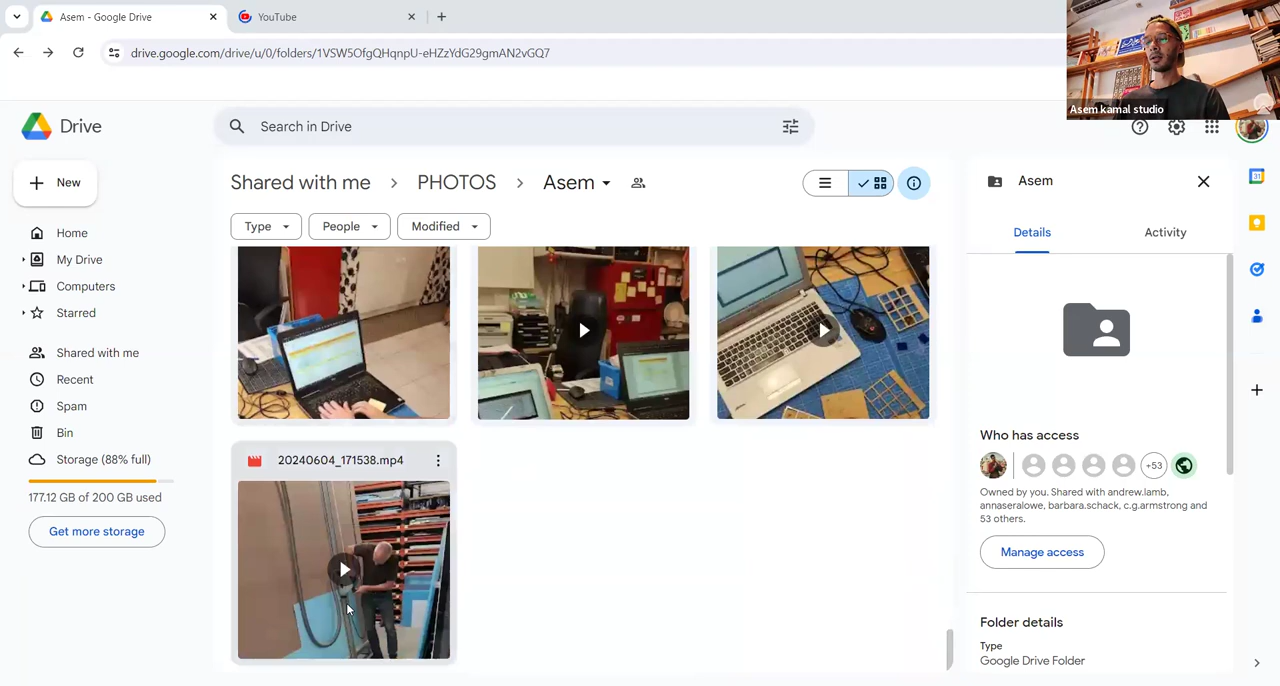 Asem - Google Drive
YouTube
drive.google.com/drive/u/0/folders/1VSW5OfgQHqnpU-eHZzYdG29gmAN2vGQ7
Asem kamal studio
Drive
Search in Drive
New
Home
My Drive
Computers
Starred
Shared with me
Recent
Spam
Bin
Storage (88% full)
177.12 GB of 200 GB used
Get more storage
Shared with me > PHOTOS > Asem
Type
People
Modified
20240604_171538.mp4
Asem
Details
Activity
Who has access
+53
Owned by you. Shared with andrew.lamb,
annaseralowe, barbara.schack, c.g.armstrong and
53 others.
Manage access
Folder details
Type
Google Drive Folder
31